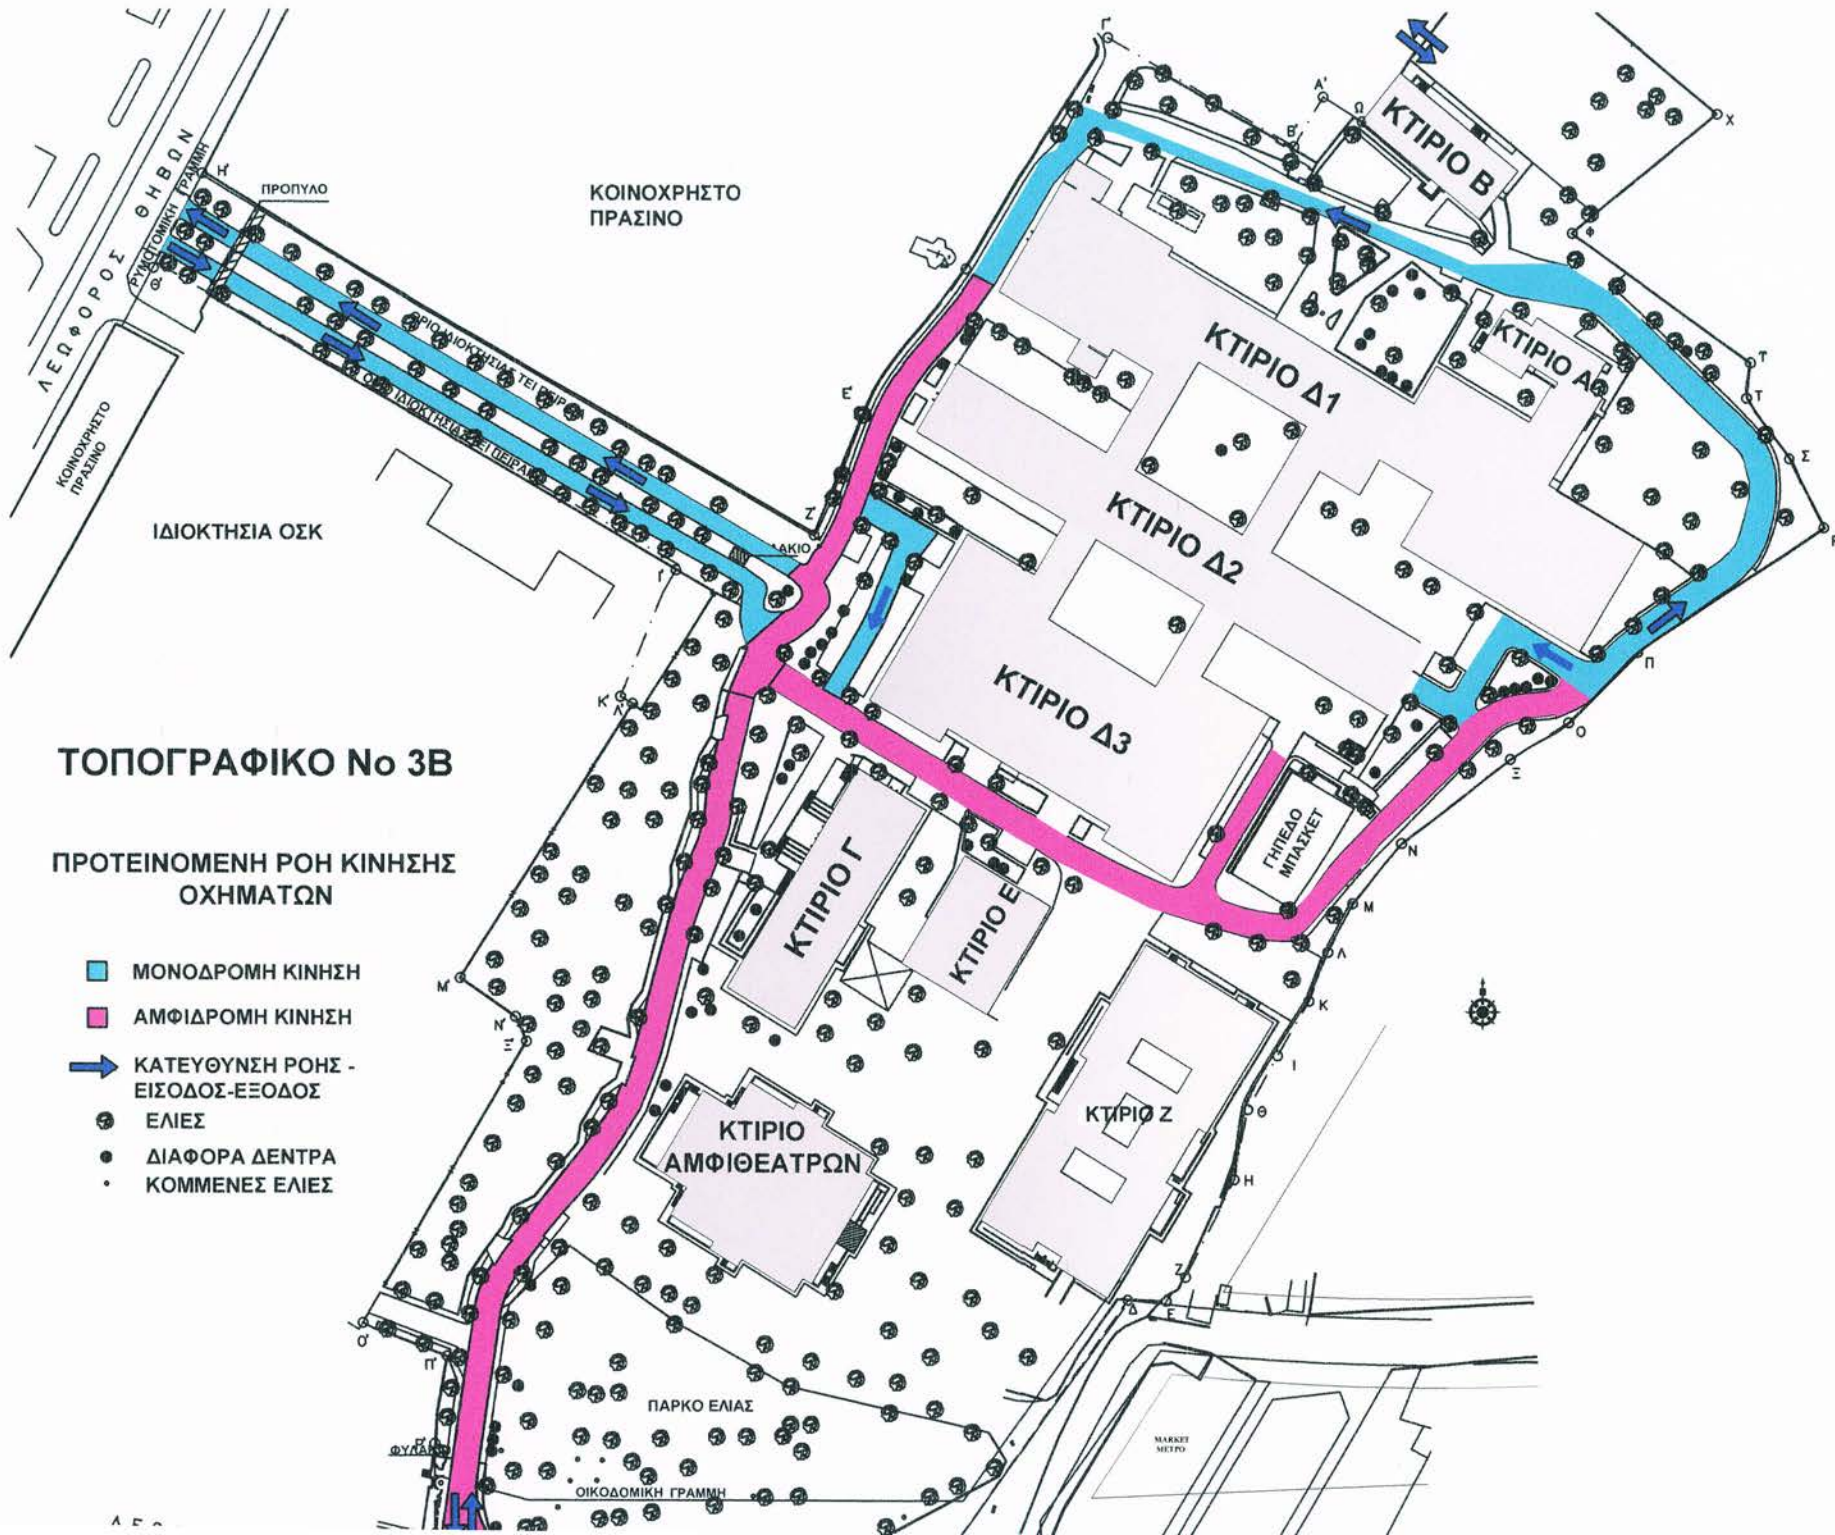 ΛΕΩΦΟΡΟΣ ΘΗΒΩΝ
ΡΥΜΟΤΟΜΙΚΗ ΓΡΑΜΜΗ
Η'
Θ'
ΠΡΟΠΥΛΟ
ΚΟΙΝΟΧΡΗΣΤΟ
ΠΡΑΣΙΝΟ
ΚΟΙΝΟΧΡΗΣΤΟ
ΠΡΑΣΙΝΟ
ΙΔΙΟΚΤΗΣΙΑ ΟΣΚ
Γ'
Α'
Β'
Ω
Χ
Φ
Τ
Τ
Σ
Ρ
Π
Ο
Ξ
Ν
Μ
Λ
Κ
Ι
Θ
Η
Ζ
Ε
Δ
Ε'
Ζ'
Κ'
Λ'
Μ'
Ν'
Ξ'
Ο'
Π'
ΚΤΙΡΙΟ Β
ΚΤΙΡΙΟ Δ1
ΚΤΙΡΙΟ Α
ΚΤΙΡΙΟ Δ2
ΚΤΙΡΙΟ Δ3
ΓΗΠΕΔΟ
ΜΠΑΣΚΕΤ
ΚΤΙΡΙΟ Γ
ΚΤΙΡΙΟ Ε
ΚΤΙΡΙΟ Ζ
ΚΤΙΡΙΟ
ΑΜΦΙΘΕΑΤΡΩΝ
ΤΟΠΟΓΡΑΦΙΚΟ Νο 3Β
ΠΡΟΤΕΙΝΟΜΕΝΗ ΡΟΗ ΚΙΝΗΣΗΣ
ΟΧΗΜΑΤΩΝ
ΜΟΝΟΔΡΟΜΗ ΚΙΝΗΣΗ
ΑΜΦΙΔΡΟΜΗ ΚΙΝΗΣΗ
ΚΑΤΕΥΘΥΝΣΗ ΡΟΗΣ -
ΕΙΣΟΔΟΣ-ΕΞΟΔΟΣ
ΕΛΙΕΣ
ΔΙΑΦΟΡΑ ΔΕΝΤΡΑ
ΚΟΜΜΕΝΕΣ ΕΛΙΕΣ
ΠΑΡΚΟ ΕΛΙΑΣ
ΟΙΚΟΔΟΜΙΚΗ ΓΡΑΜΜΗ
MARKET
ΜΕΤΡΟ